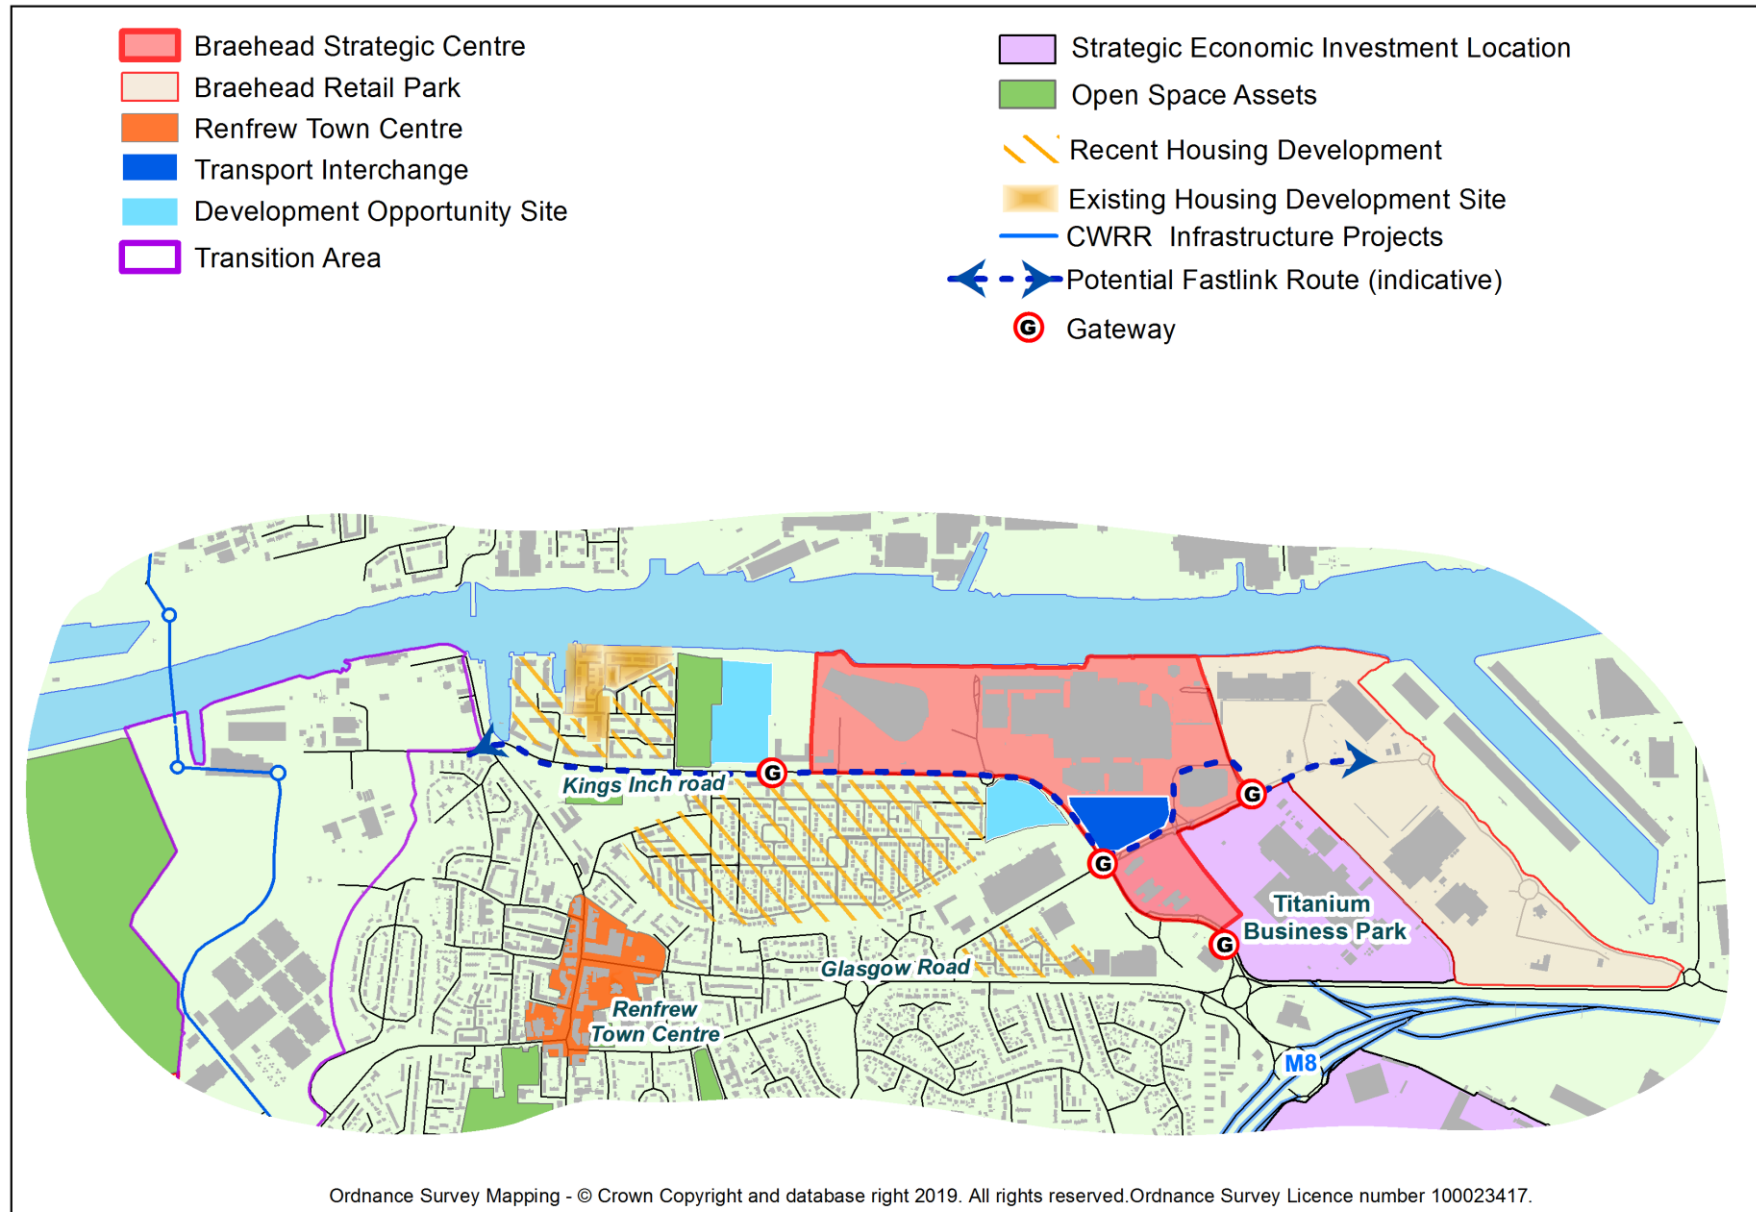 Braehead Strategic Centre
Braehead Retail Park
Renfrew Town Centre
Transport Interchange
Development Opportunity Site
Transition Area
Strategic Economic Investment Location
Open Space Assets
Recent Housing Development
Existing Housing Development Site
CWRR Infrastructure Projects
Potential Fastlink Route (indicative)
G Gateway
Kings Inch road
G
G
G
G
Titanium
Business Park
Glasgow Road
Renfrew
Town Centre
M8
Ordnance Survey Mapping - © Crown Copyright and database right 2019. All rights reserved.Ordnance Survey Licence number 100023417.